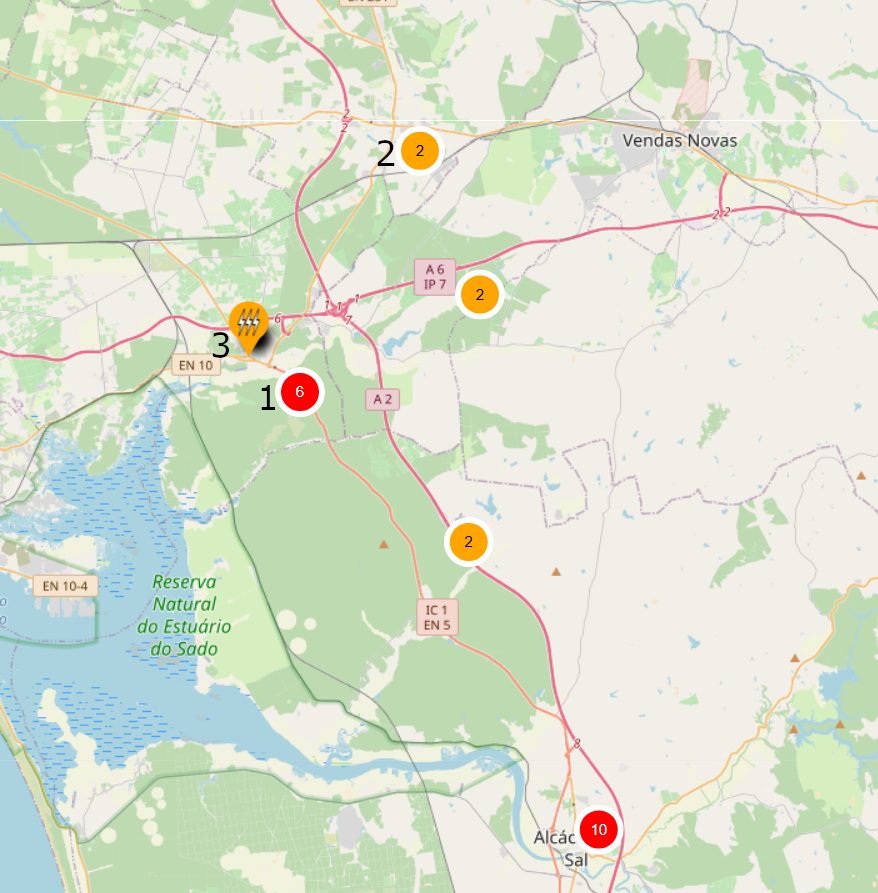 2
2
2
2
Vendas Novas
2 2
A 6
IP 7
2
1
1
1
7
6
3
EN 10
1
6
A 2
2
EN 10-4
Reserva
Natural
do Estuário
do Sado
IC 1
EN 5
8
10
Alcác
Sal